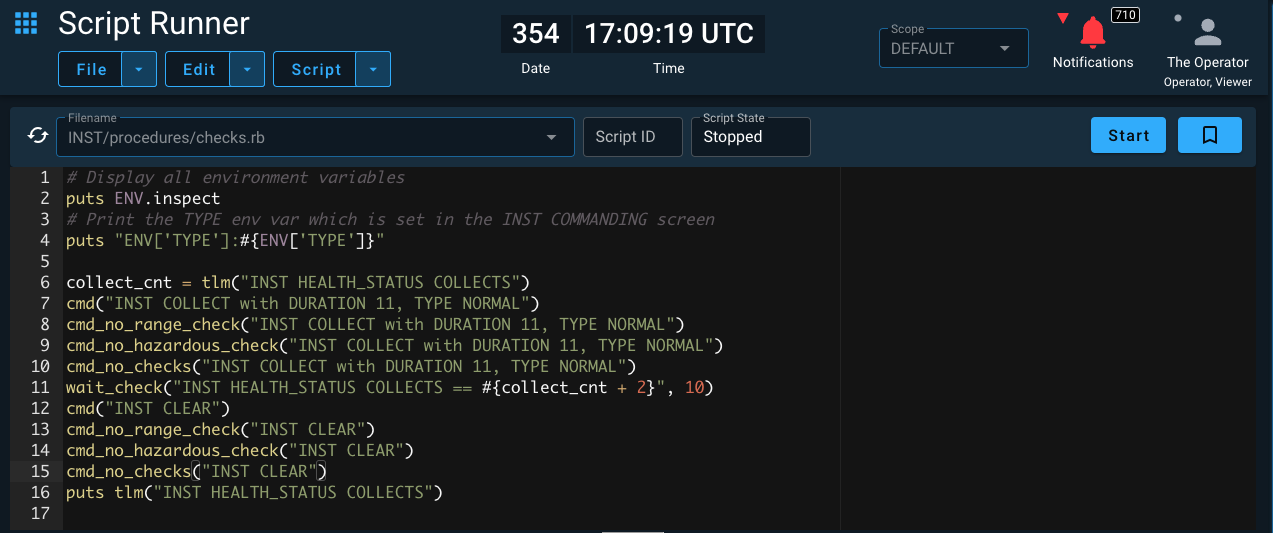 Script Runner
354 17:09:19 UTC
Date Time
Scope
DEFAULT
710
Notifications
The Operator
Operator, Viewer
File Edit Script
Filename
INST/procedures/checks.rb
Script ID
Script State
Stopped
Start
1 # Display all environment variables
2 puts ENV.inspect
3 # Print the TYPE env var which is set in the INST COMMANDING screen
4 puts "ENV['TYPE']:#{ENV['TYPE']}"
5
6 collect_cnt = tlm("INST HEALTH_STATUS COLLECTS")
7 cmd("INST COLLECT with DURATION 11, TYPE NORMAL")
8 cmd_no_range_check("INST COLLECT with DURATION 11, TYPE NORMAL")
9 cmd_no_hazardous_check("INST COLLECT with DURATION 11, TYPE NORMAL")
10 cmd_no_checks("INST COLLECT with DURATION 11, TYPE NORMAL")
11 wait_check("INST HEALTH_STATUS COLLECTS == #{collect_cnt + 2}", 10)
12 cmd("INST CLEAR")
13 cmd_no_range_check("INST CLEAR")
14 cmd_no_hazardous_check("INST CLEAR")
15 cmd_no_checks("INST CLEAR")
16 puts tlm("INST HEALTH_STATUS COLLECTS")
17